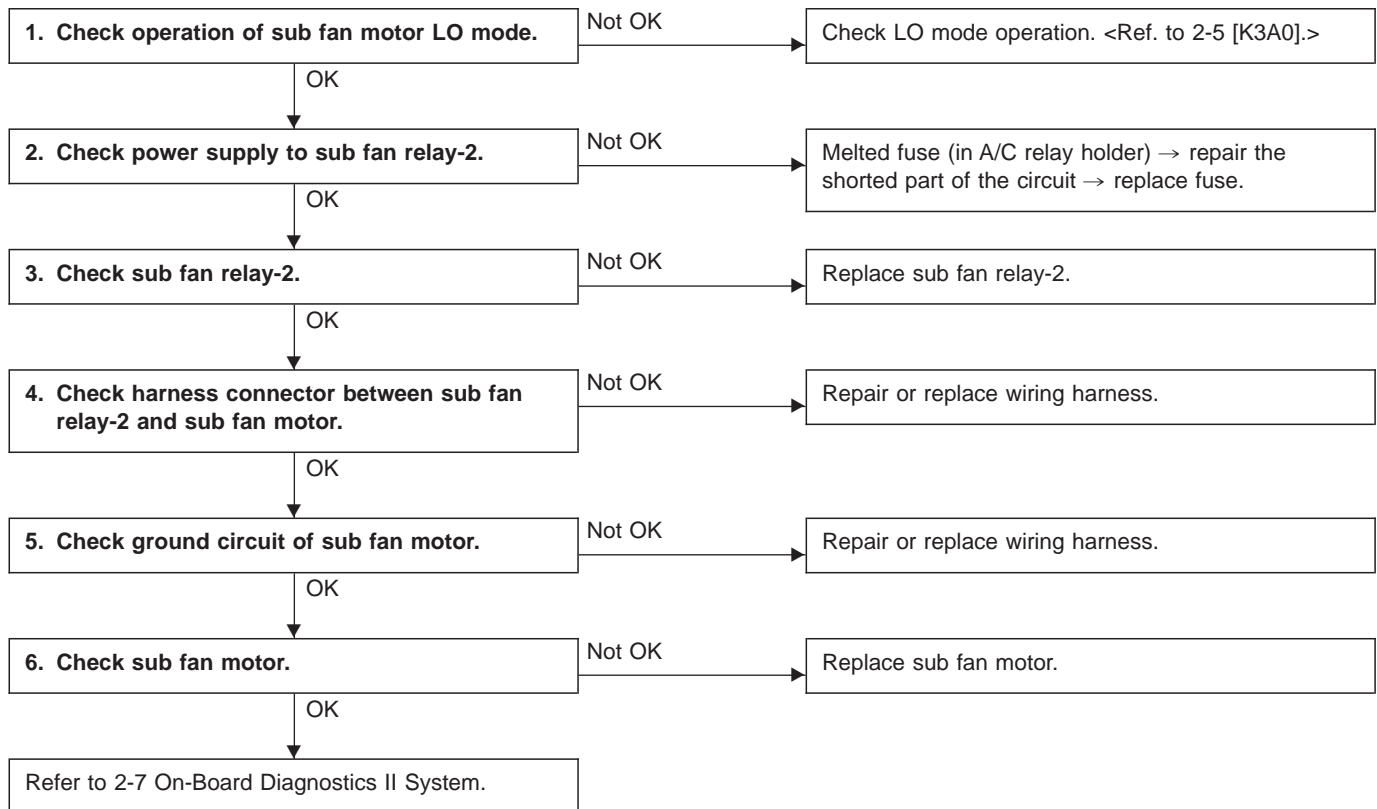 1. Check operation of sub fan motor LO mode.
Not OK
Check LO mode operation. <Ref. to 2-5 [K3A0].>
OK
2. Check power supply to sub fan relay-2.
Not OK
Melted fuse (in A/C relay holder) → repair the
shorted part of the circuit → replace fuse.
OK
3. Check sub fan relay-2.
Not OK
Replace sub fan relay-2.
OK
4. Check harness connector between sub fan
relay-2 and sub fan motor.
Not OK
Repair or replace wiring harness.
OK
5. Check ground circuit of sub fan motor.
Not OK
Repair or replace wiring harness.
OK
6. Check sub fan motor.
Not OK
Replace sub fan motor.
OK
Refer to 2-7 On-Board Diagnostics II System.